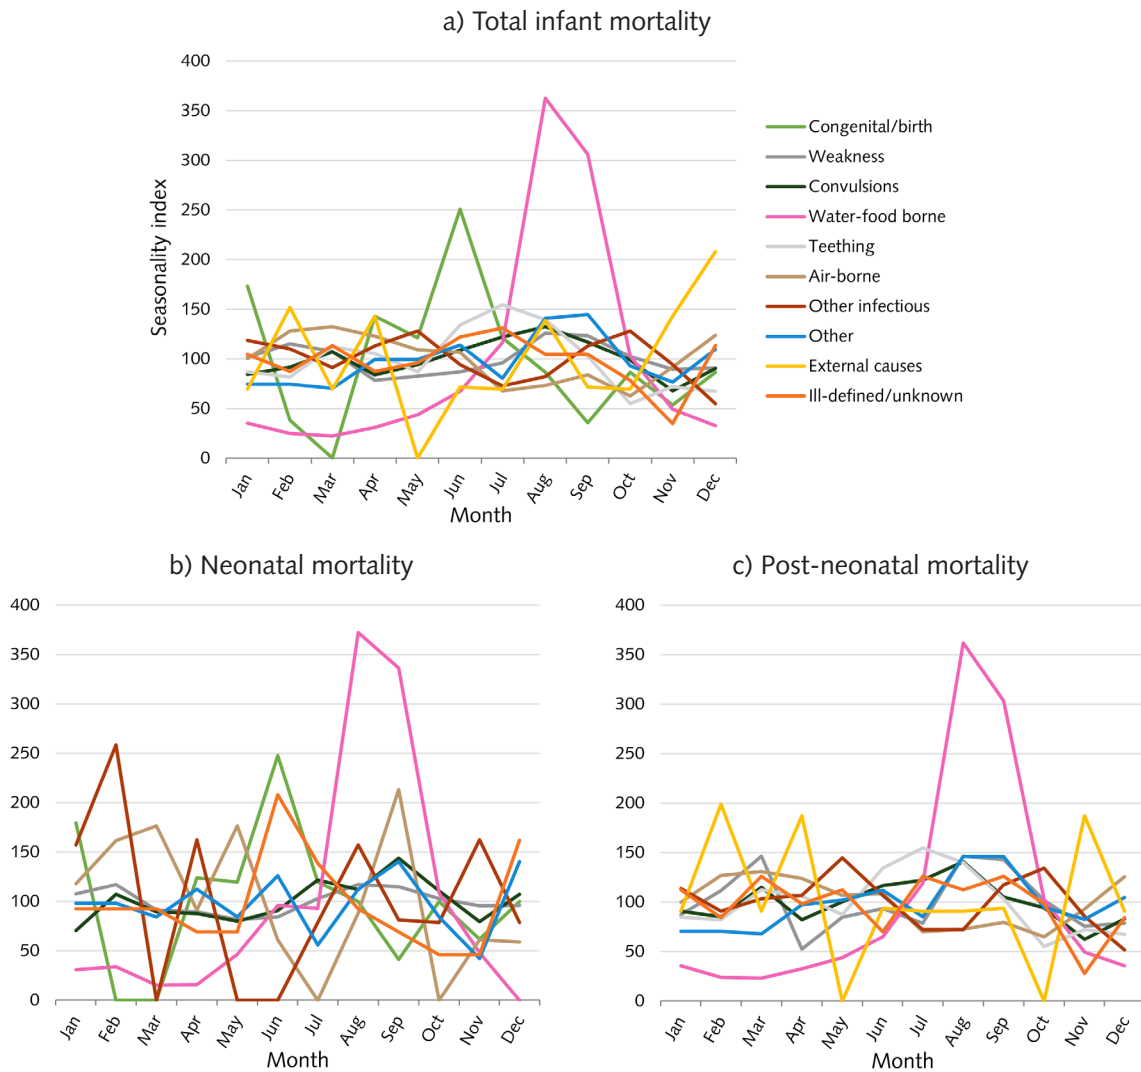 a) Total infant mortality
400
350
300
250
200
150
100
50
0
Seasonality index
Jan Feb Mar Apr May Jun Jul Aug Sep Oct Nov Dec
Month
Congenital/birth
Weakness
Convulsions
Water-food borne
Teething
Air-borne
Other infectious
Other
External causes
Ill-defined/unknown
b) Neonatal mortality
400
350
300
250
200
150
100
50
0
Jan Feb Mar Apr May Jun Jul Aug Sep Oct Nov Dec
Month
c) Post-neonatal mortality
400
350
300
250
200
150
100
50
0
Jan Feb Mar Apr May Jun Jul Aug Sep Oct Nov Dec
Month